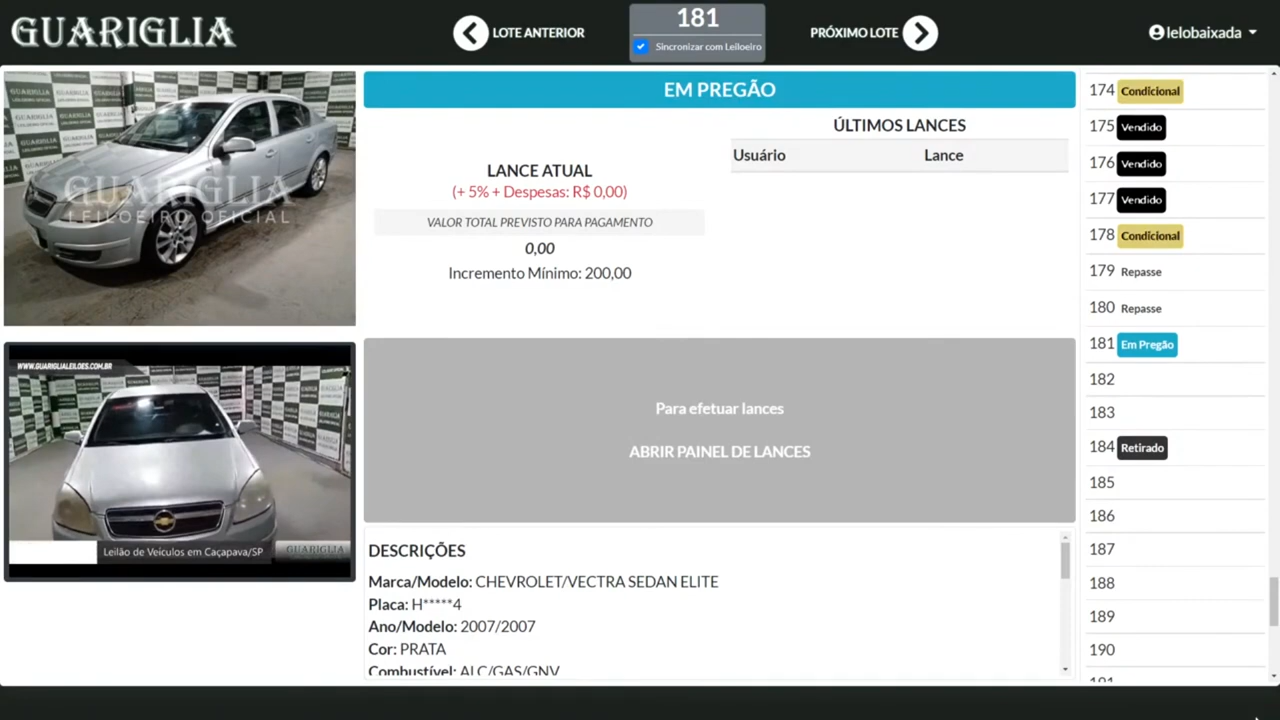 GUARIGLIA
LOTE ANTERIOR
181
Sincronizar com Leiloeiro
PRÓXIMO LOTE
lelobaixada
GUARIGLIA
LEILOEIRO OFICIAL
EM PREGÃO
LANCE ATUAL
(+ 5% + Despesas: R$ 0,00)
VALOR TOTAL PREVISTO PARA PAGAMENTO
0,00
Incremento Mínimo: 200,00
ÚLTIMOS LANCES
Usuário Lance
Para efetuar lances
ABRIR PAINEL DE LANCES
WWW.GUARIGLIALEILOES.COM.BR
Leilão de Veículos em Caçapava/SP
GUARIGLIA
DESCRIÇÕES
Marca/Modelo: CHEVROLET/VECTRA SEDAN ELITE
Placa: H*****4
Ano/Modelo: 2007/2007
Cor: PRATA
Combustível: ALC/GAS/GNV
174 Condicional
175 Vendido
176 Vendido
177 Vendido
178 Condicional
179 Repasse
180 Repasse
181 Em Pregão
182
183
184 Retirado
185
186
187
188
189
190
191